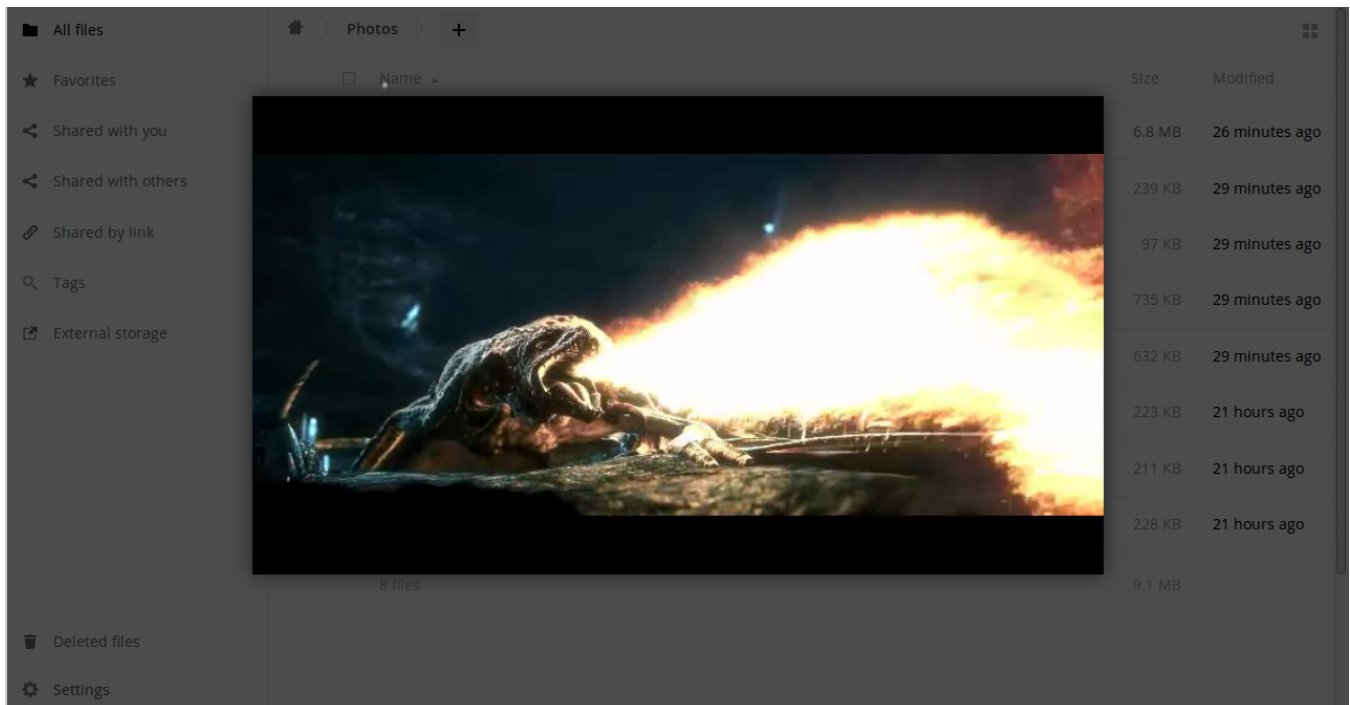 All files
Photos +
Name
Size
Modified
Favorites
Shared with you
6.8 MB 26 minutes ago
Shared with others
239 KB 29 minutes ago
Shared by link
97 KB 29 minutes ago
Tags
735 KB 29 minutes ago
External storage
632 KB 29 minutes ago
223 KB 21 hours ago
211 KB 21 hours ago
228 KB 21 hours ago
8 files
9.1 MB
Deleted files
Settings